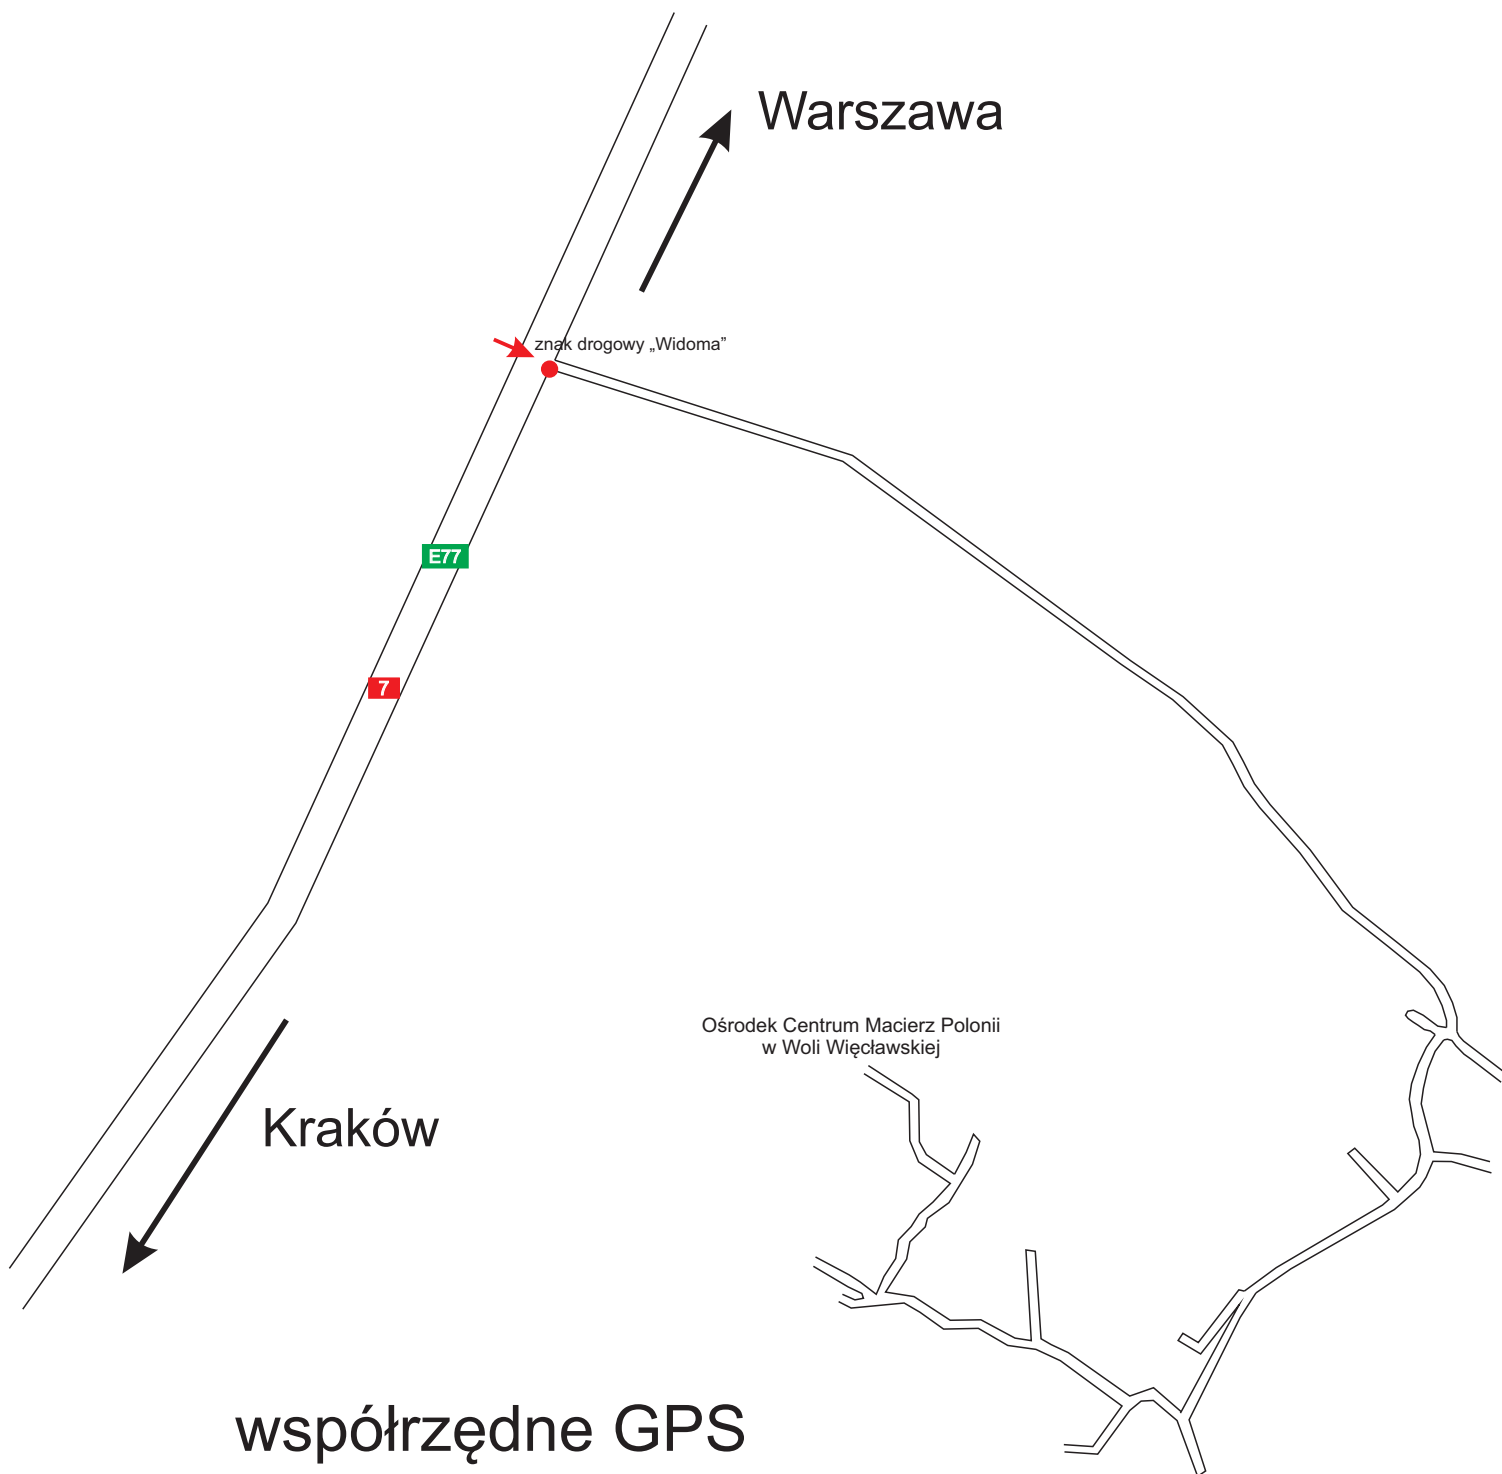 Warszawa
znak drogowy „Widoma”
E77
7
Ośrodek Centrum Macierz Polonii
w Woli Więcławskiej
Kraków
współrzędne GPS